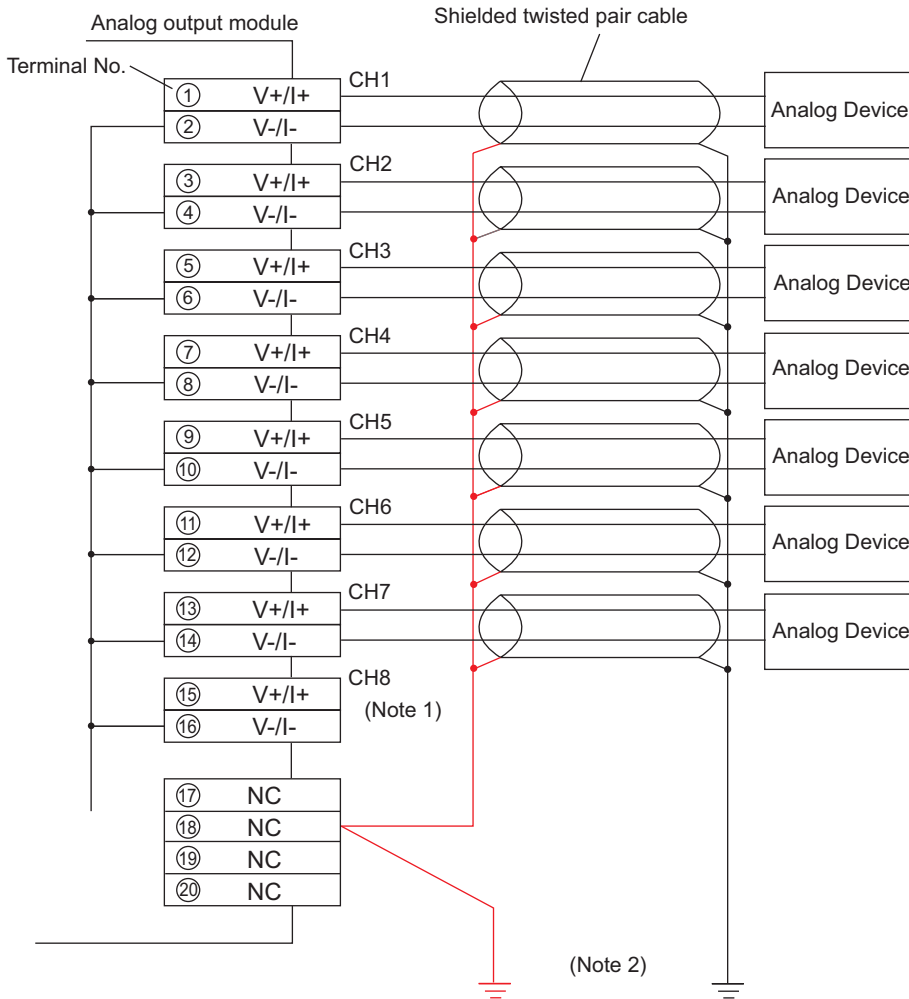 Analog output module
Shielded twisted pair cable
Terminal No.
① V+/I+ CH1
② V-/I-
Analog Device
③ V+/I+ CH2
④ V-/I-
Analog Device
⑤ V+/I+ CH3
⑥ V-/I-
Analog Device
⑦ V+/I+ CH4
⑧ V-/I-
Analog Device
⑨ V+/I+ CH5
⑩ V-/I-
Analog Device
⑪ V+/I+ CH6
⑫ V-/I-
Analog Device
⑬ V+/I+ CH7
⑭ V-/I-
Analog Device
⑮ V+/I+ CH8
(Note 1)
⑯ V-/I-
⑰ NC
⑱ NC
⑲ NC
⑳ NC
(Note 2)